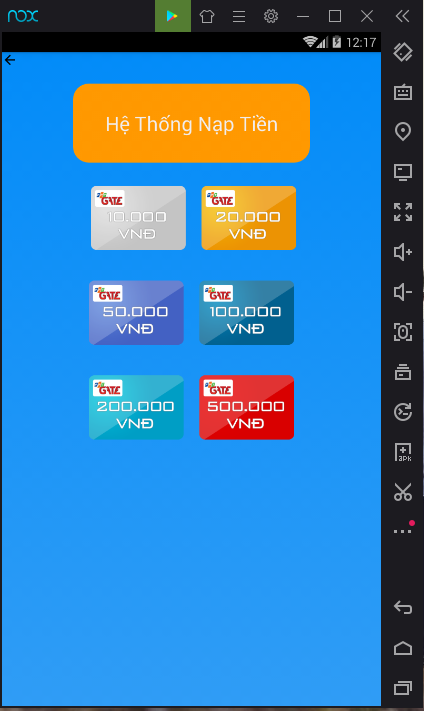 nox
12:17
Hệ Thống Nạp Tiền
GATE
10.000
VNĐ
GATE
20.000
VNĐ
GATE
50.000
VNĐ
GATE
100.000
VNĐ
GATE
200.000
VNĐ
GATE
500.000
VNĐ